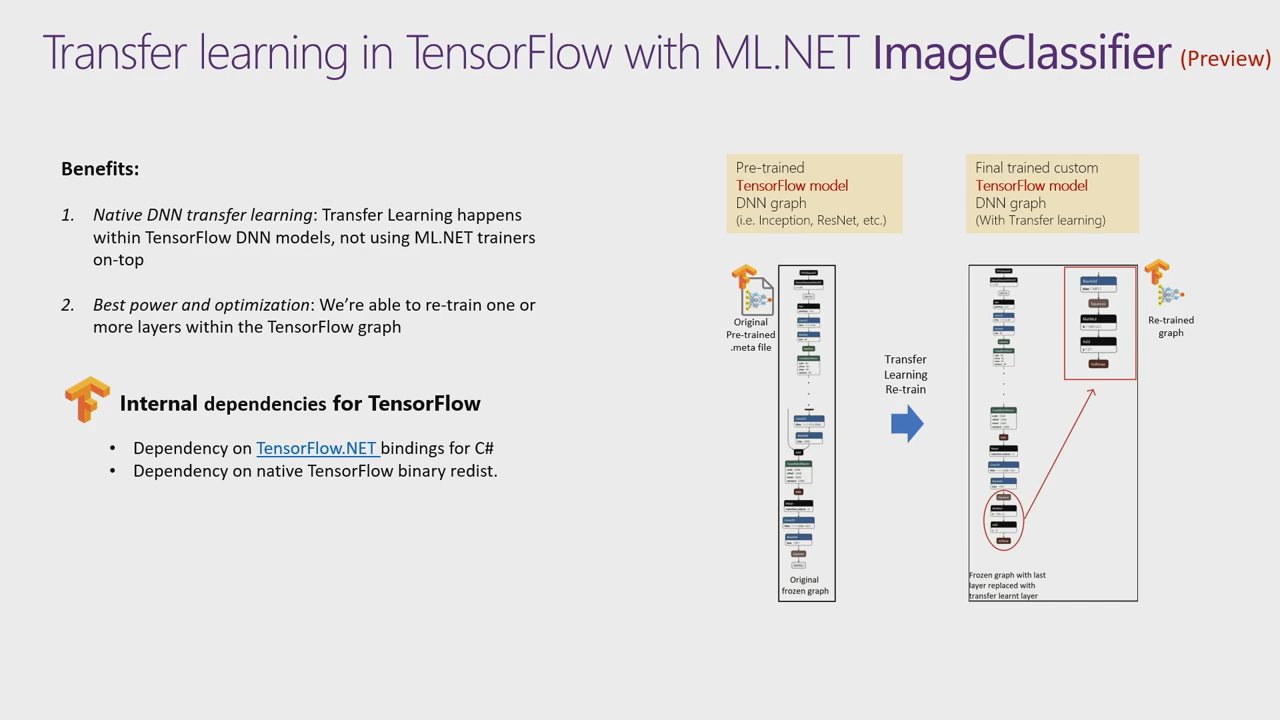 Transfer learning in TensorFlow with ML.NET ImageClassifier (Preview)
Benefits:
1. Native DNN transfer learning: Transfer Learning happens
within TensorFlow DNN models, not using ML.NET trainers
on-top
2. Best power and optimization: We're able to re-train one or
more layers within the TensorFlow graph
Internal dependencies for TensorFlow
• Dependency on TensorFlow.NET bindings for C#
• Dependency on native TensorFlow binary redist.
Pre-trained
TensorFlow model
DNN graph
(i.e. Inception, ResNet, etc.)
Original
Pre-trained
.meta file
Original
frozen graph
Transfer
Learning
Re-train
Final trained custom
TensorFlow model
DNN graph
(With Transfer learning)
BiasAdd
MatMul
Add
Softmax
Re-trained
graph
Frozen graph with last
layer replaced with
transfer learnt layer